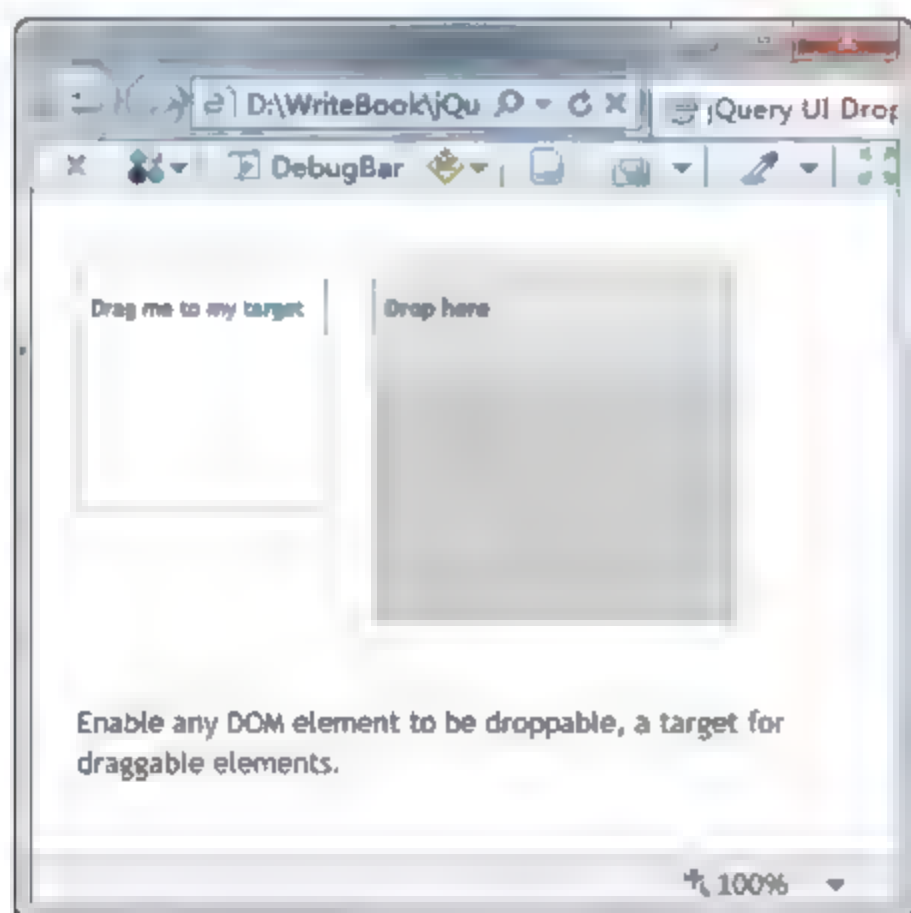 D:\WriteBook\jQu
jQuery UI Drop
DebugBar
Drag me to my target
Drop here
Enable any DOM element to be droppable, a target for
draggable elements.
100%